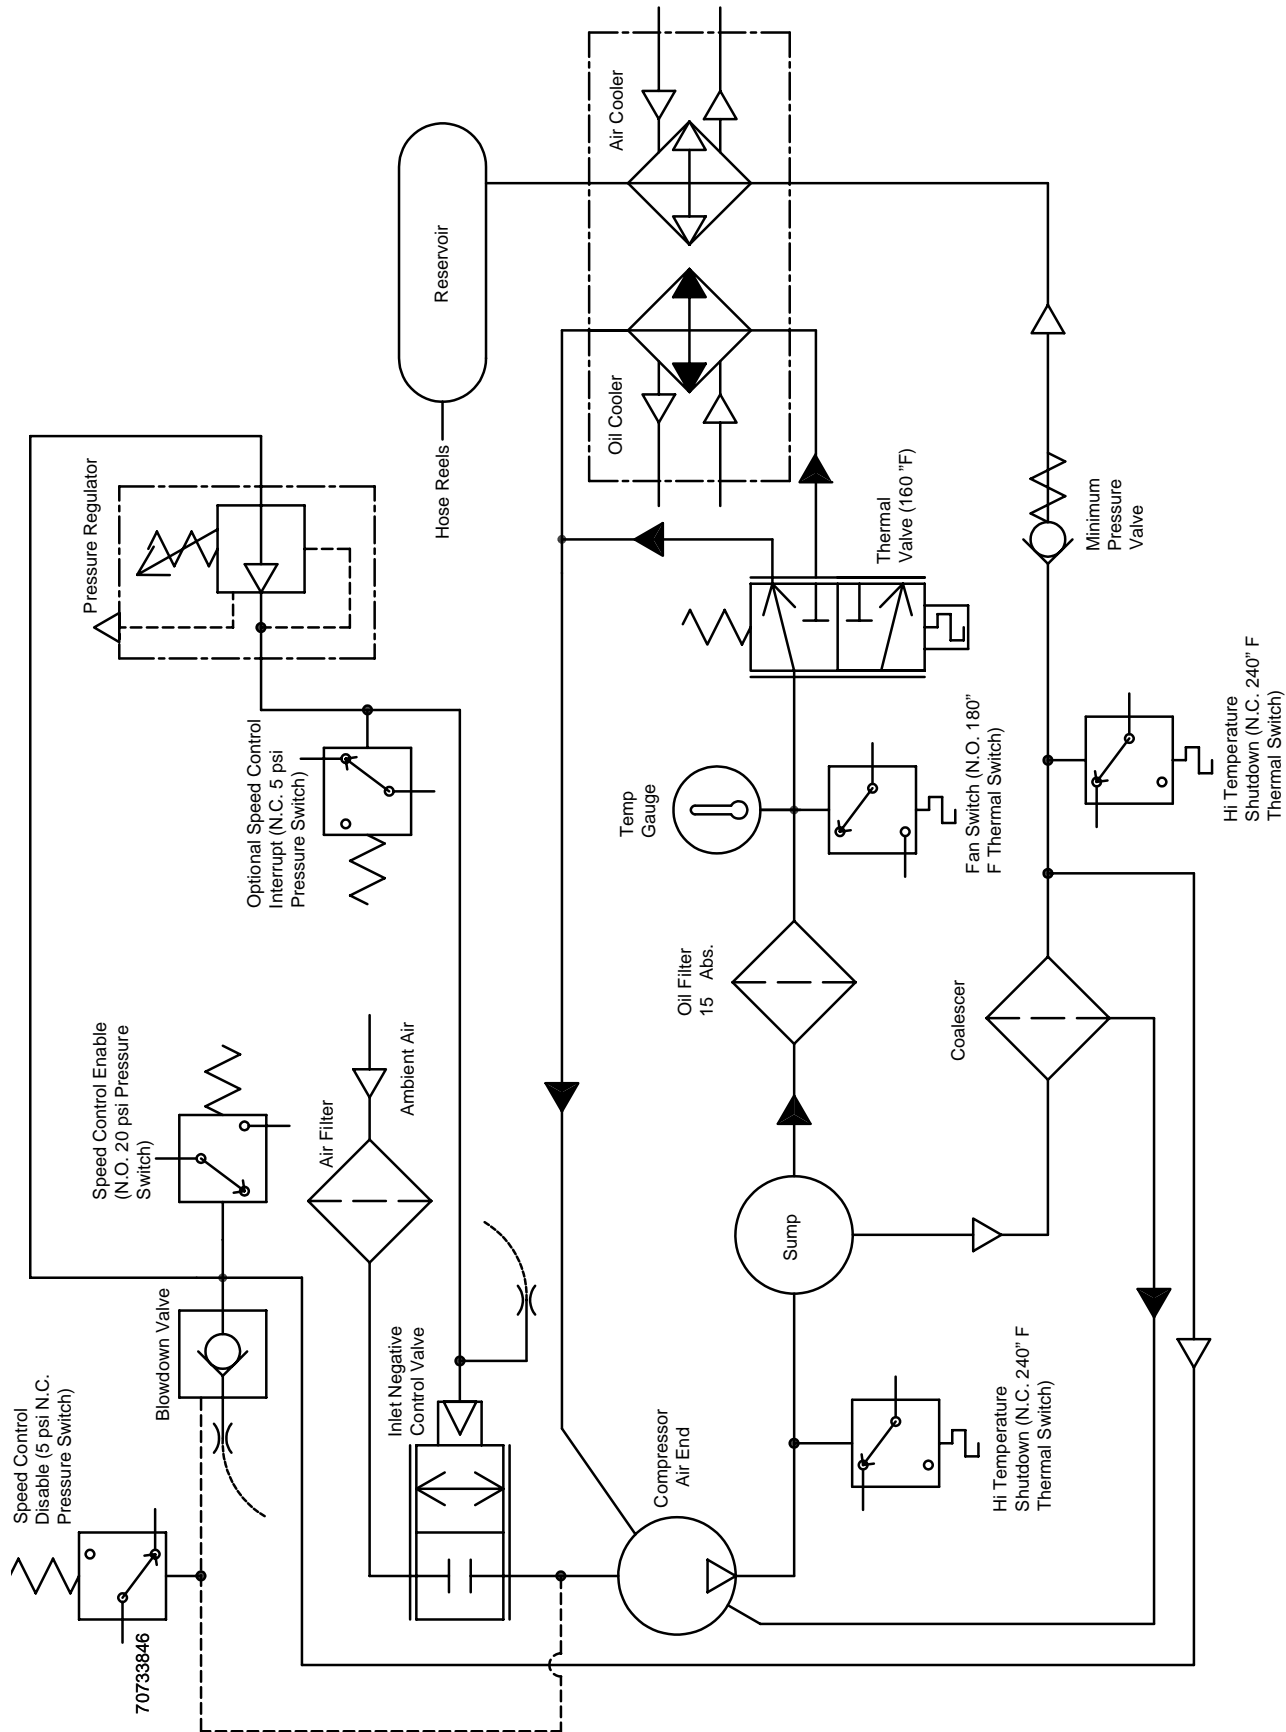 Speed Control
Disable (5 psi N.C.
Pressure Switch)
70733846
Blowdown Valve
Speed Control Enable
(N.O. 20 psi Pressure
Switch)
Pressure Regulator
Optional Speed Control
Interrupt (N.C. 5 psi
Pressure Switch)
Air Filter
Ambient Air
Inlet Negative
Control Valve
Hose Reels
Reservoir
Air Cooler
Oil Cooler
Compressor
Air End
Sump
Oil Filter
15 Abs.
Temp
Gauge
Thermal
Valve (160 "F)
Fan Switch (N.O. 180"
F Thermal Switch)
Coalescer
Minimum
Pressure
Valve
Hi Temperature
Shutdown (N.C. 240" F
Thermal Switch)
Hi Temperature
Shutdown (N.C. 240" F
Thermal Switch)